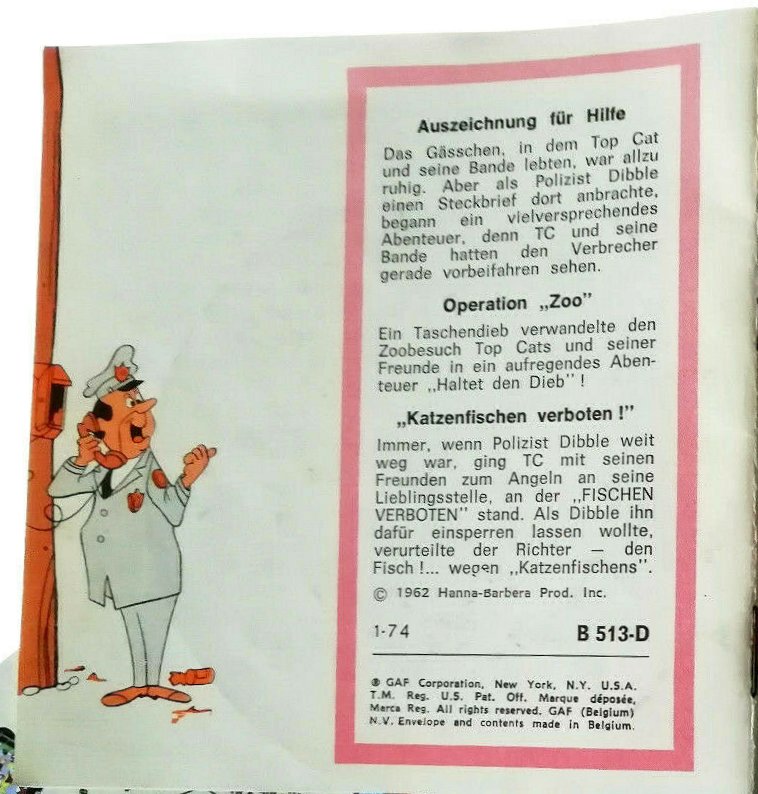 Auszeichnung für Hilfe
Das Gässchen, in dem Top Cat
und seine Bande lebten, war allzu
ruhig. Aber als Polizist Dibble
einen Steckbrief dort anbrachte,
begann ein vielversprechendes
Abenteuer, denn TC und seine
Bande hatten den Verbrecher
gerade vorbeifahren sehen.
Operation „Zoo”
Ein Taschendieb verwandelte den
Zoobesuch Top Cats und seiner
Freunde in ein aufregendes Aben-
teuer „Haltet den Dieb” !
„Katzenfischen verboten !”
Immer, wenn Polizist Dibble weit
weg war, ging TC mit seinen
Freunden zum Angeln an seine
Lieblingsstelle, an der „FISCHEN
VERBOTEN” stand. Als Dibble ihn
dafür einsperren lassen wollte,
verurteilte der Richter — den
Fisch !... wegen „Katzenfischens”.
© 1962 Hanna-Barbera Prod. Inc.
1-74 B 513-D
® GAF Corporation, New York, N.Y. U.S.A.
T.M. Reg. U.S. Pat. Off. Marque déposée,
Marca Reg. All rights reserved. GAF (Belgium)
N.V. Envelope and contents made in Belgium.